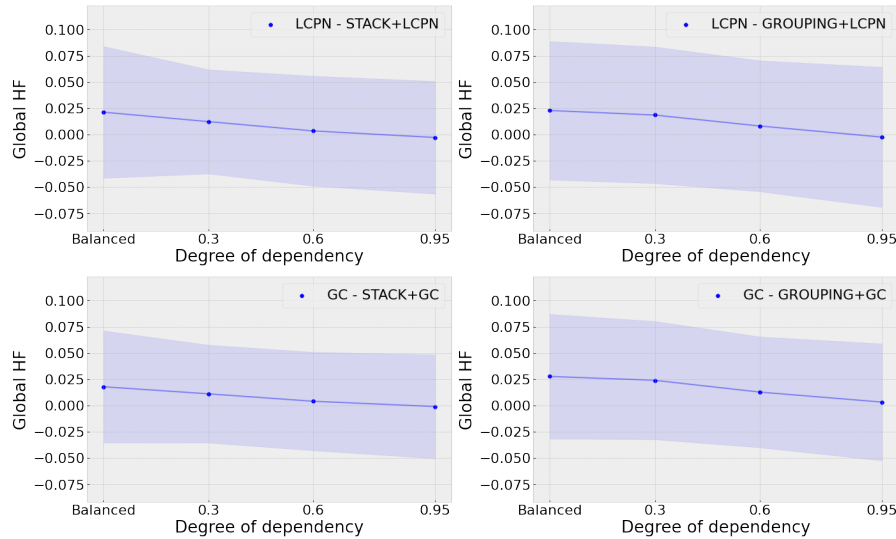 LCPN - STACK+LCPN
0.100
0.075
0.050
0.025
0.000
−0.025
−0.050
−0.075
Global HF
Balanced 0.3 0.6 0.95
Degree of dependency
LCPN - GROUPING+LCPN
0.100
0.075
0.050
0.025
0.000
−0.025
−0.050
−0.075
Global HF
Balanced 0.3 0.6 0.95
Degree of dependency
GC - STACK+GC
0.100
0.075
0.050
0.025
0.000
−0.025
−0.050
−0.075
Global HF
Balanced 0.3 0.6 0.95
Degree of dependency
GC - GROUPING+GC
0.100
0.075
0.050
0.025
0.000
−0.025
−0.050
−0.075
Global HF
Balanced 0.3 0.6 0.95
Degree of dependency